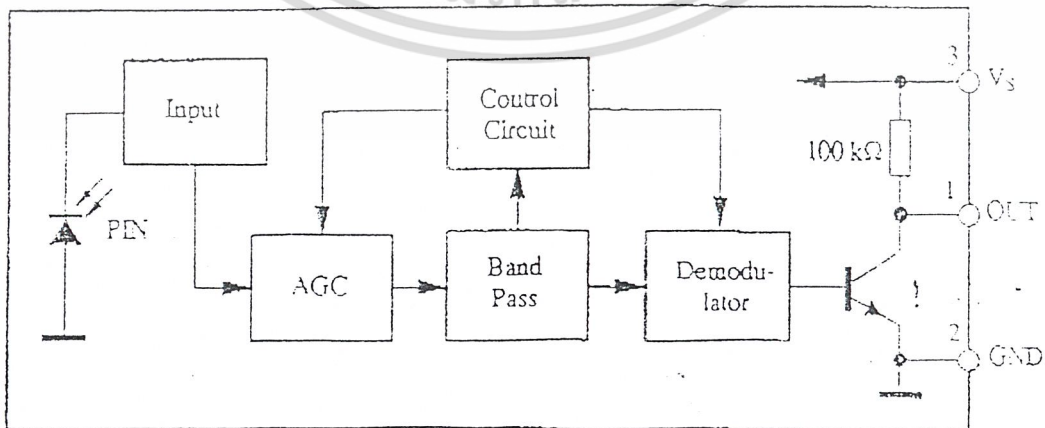 Input
Control
Circuit
3
VS
100 kΩ
1
OUT
PIN
AGC
Band
Pass
Demodu-
lator
2
GND